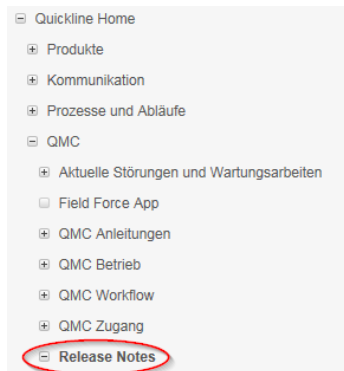 Quickline Home
Produkte
Kommunikation
Prozesse und Abläufe
QMC
Aktuelle Störungen und Wartungsarbeiten
Field Force App
QMC Anleitungen
QMC Betrieb
QMC Workflow
QMC Zugang
Release Notes